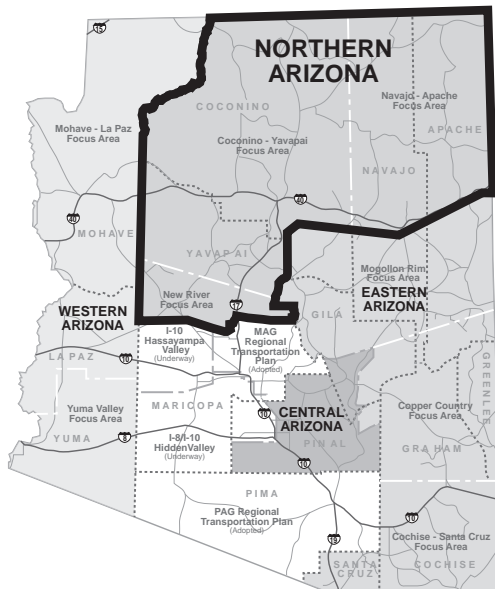 15
NORTHERN
ARIZONA
COCONINO
Navajo - Apache
Focus Area
Mohave - La Paz
Focus Area
APACHE
Coconino - Yavapai
Focus Area
NAVAJO
40
40
MOHAVE
YAVAPAI
Mogollon Rim
Focus Area
EASTERN
ARIZONA
New River
Focus Area
17
WESTERN
ARIZONA
GILA
I-10
Hassayampa
Valley
(Underway)
MAG
Regional
Transportation
Plan
(Adopted)
LA PAZ
10
GREENLEE
MARICOPA
Yuma Valley
Focus Area
10
CENTRAL
ARIZONA
Copper Country
Focus Area
YUMA
8
I-8/I-10
HiddenValley
(Underway)
PINAL
GRAHAM
10
PIMA
PAG Regional
Transportation Plan
(Adopted)
10
19
Cochise - Santa Cruz
Focus Area
SANTA
CRUZ
COCHISE